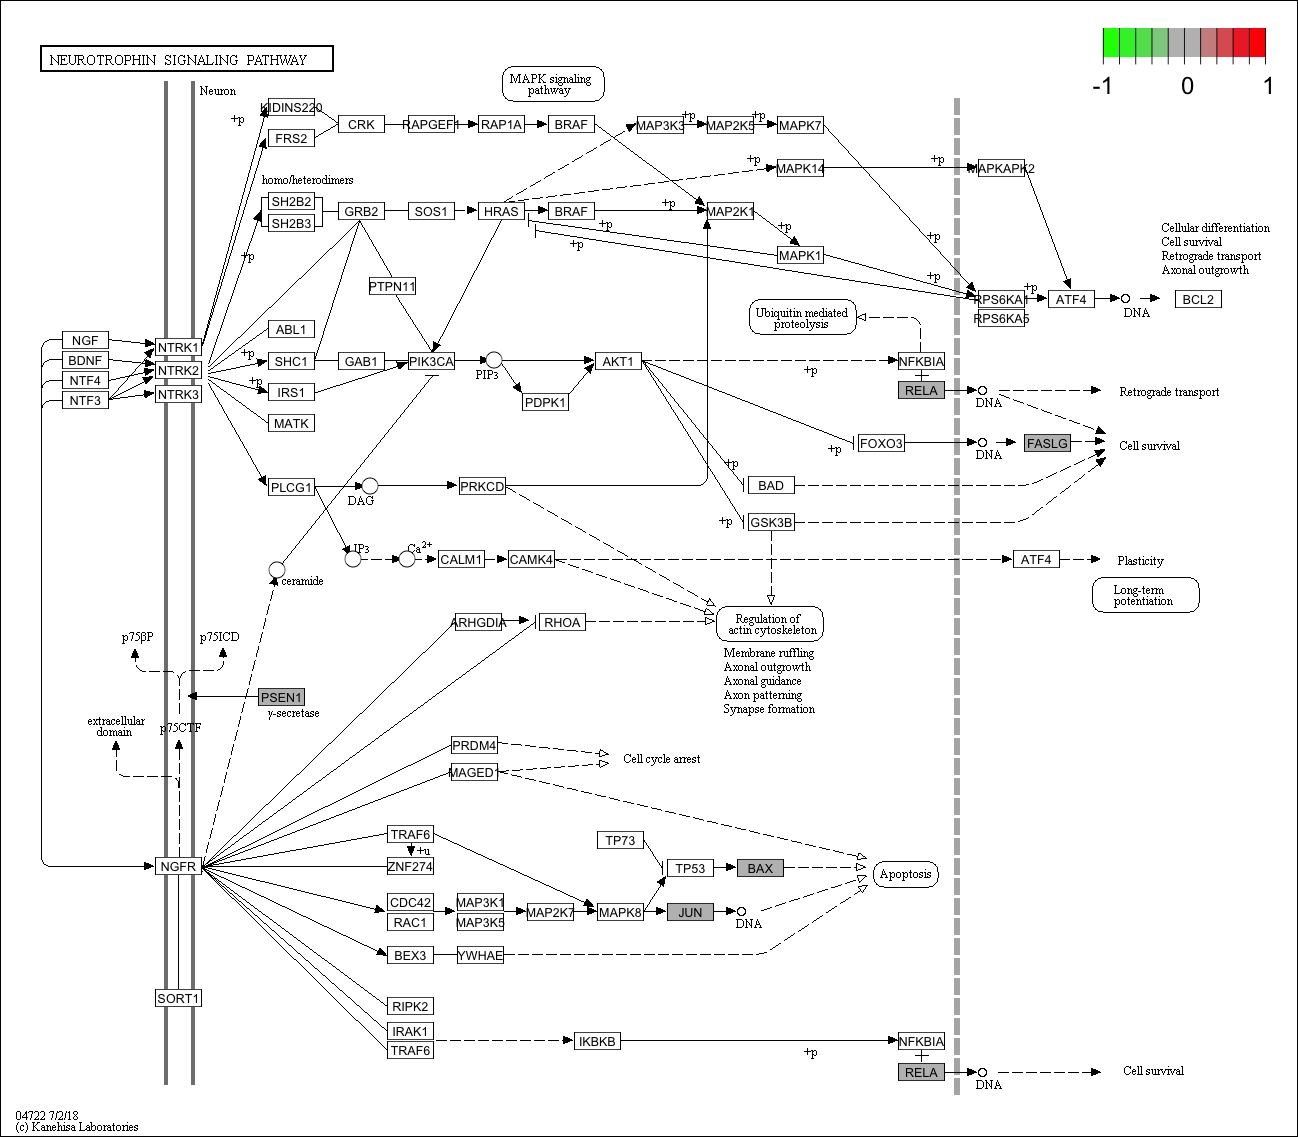 NEUROTROPHIN SIGNALING PATHWAY
-1 0 1
Neuron
MAPK signaling
pathway
KIDINS220
+p
FRS2
CRK
RAPGEF1
RAP1A
BRAF
MAP3K3
+p
MAP2K5
+p
MAPK7
+p
MAPK14
+p
MAPKAPK2
homo/heterodimers
SH2B2
SH2B3
GRB2
SOS1
HRAS
BRAF
+p
MAP2K1
+p
+p
MAPK1
+p
+p
+p
PTPN11
RPS6KA1
RPS6KA5
+p
ATF4
DNA
BCL2
Cellular differentiation
Cell survival
Retrograde transport
Axonal outgrowth
Ubiquitin mediated
proteolysis
NGF
BDNF
NTF4
NTF3
NTRK1
NTRK2
NTRK3
ABL1
+p
SHC1
+p
IRS1
MATK
GAB1
PIK3CA
PIP3
PDPK1
AKT1
+p
NFKBIA
RELA
DNA
Retrograde transport
+p
FOXO3
DNA
FASLG
Cell survival
+p
BAD
+p
GSK3B
PLCG1
DAG
PRKCD
IP3
Ca2+
CALM1
CAMK4
ATF4
Plasticity
Long-term
potentiation
ceramide
ARHGDIA
RHOA
Regulation of
actin cytoskeleton
Membrane ruffling
Axonal outgrowth
Axonal guidance
Axon patterning
Synapse formation
p75βP
p75ICD
PSEN1
γ-secretase
extracellular
domain
p75CTF
PRDM4
MAGED1
Cell cycle arrest
TRAF6
+u
ZNF274
NGFR
TP73
TP53
BAX
Apoptosis
CDC42
RAC1
MAP3K1
MAP3K5
MAP2K7
MAPK8
JUN
DNA
BEX3
YWHAE
SORT1
RIPK2
IRAK1
TRAF6
IKBKB
+p
NFKBIA
RELA
DNA
Cell survival
04722 7/2/18
(c) Kanehisa Laboratories